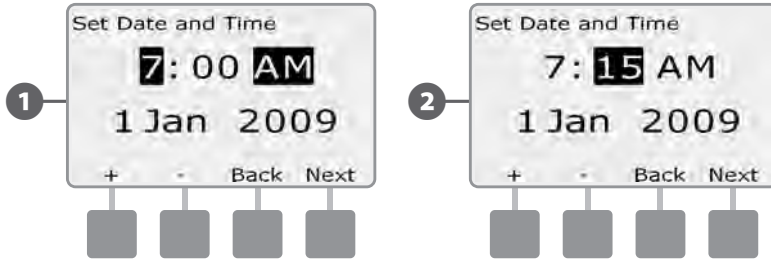 1
Set Date and Time
7: 00 AM
1 Jan 2009
+ - Back Next
2
Set Date and Time
7: 15 AM
1 Jan 2009
+ - Back Next